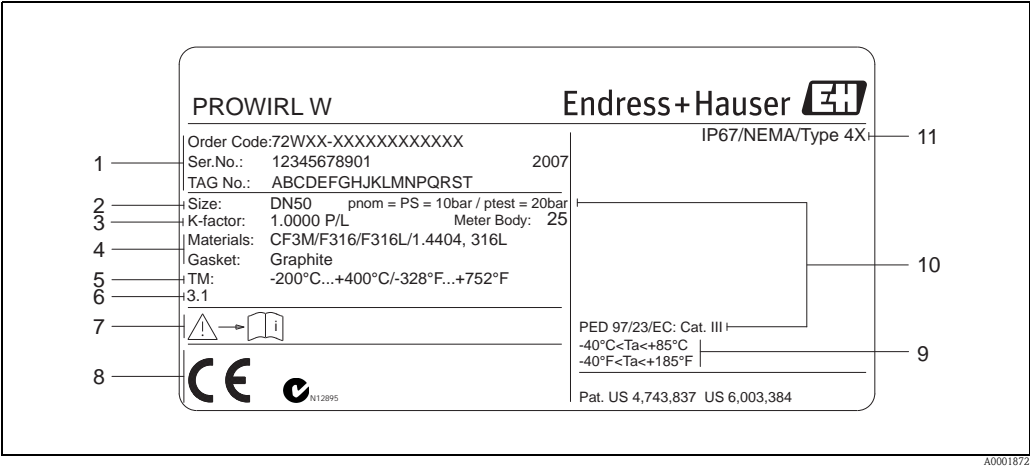 PROWIRL W
Endress+Hauser EH
IP67/NEMA/Type 4X
11
Order Code:72WXX-XXXXXXXXXXXX
1
Ser.No.: 12345678901 2007
TAG No.: ABCDEFGHJKLMNPQRST
2
Size: DN50 pnom = PS = 10bar / ptest = 20bar
3
K-factor: 1.0000 P/L Meter Body: 25
4
Materials: CF3M/F316/F316L/1.4404, 316L
Gasket: Graphite
10
5
TM: -200°C...+400°C/-328°F...+752°F
6
3.1
7
i
PED 97/23/EC: Cat. III
-40°C<Ta<+85°C
-40°F<Ta<+185°F
9
8
CE
N12895
Pat. US 4,743,837 US 6,003,384
A0001872